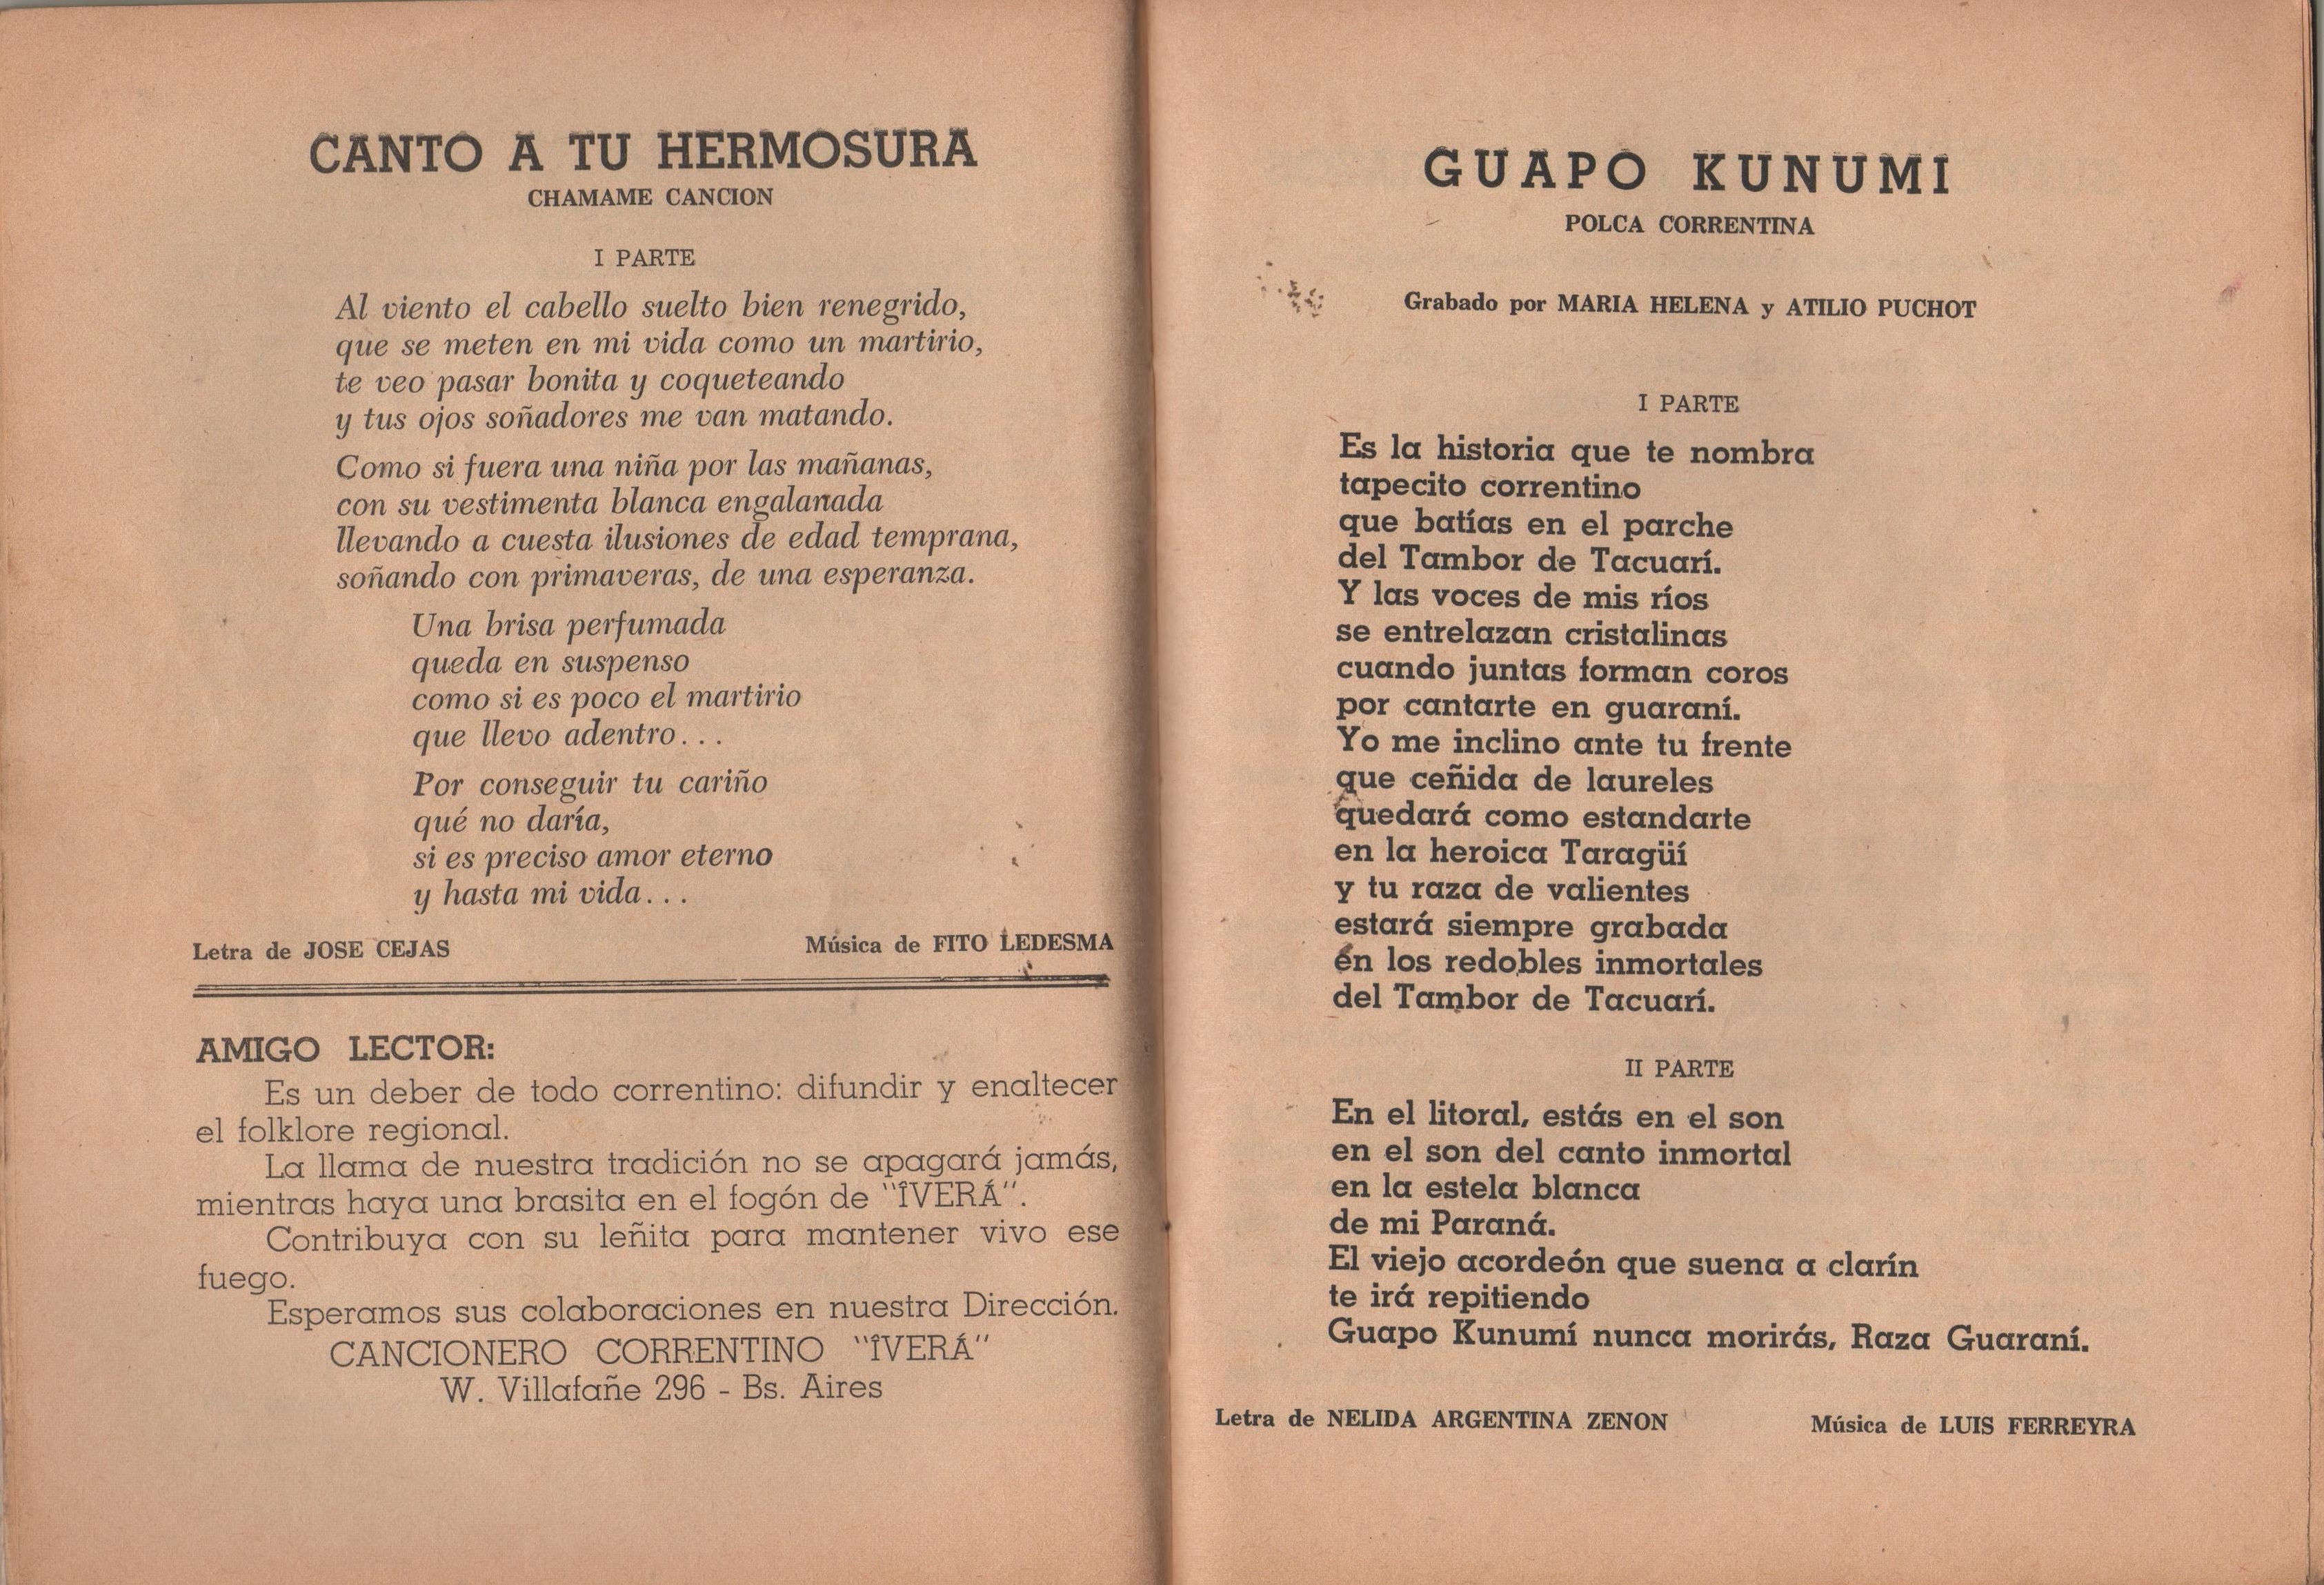 CANTO A TU HERMOSURA
CHAMAME CANCION
I PARTE
Al viento el cabello suelto bien renegrido,
que se meten en mi vida como un martirio,
te veo pasar bonita y coqueteando
y tus ojos soñadores me van matando.
Como si fuera una niña por las mañanas,
con su vestimenta blanca engalanada
llevando a cuesta ilusiones de edad temprana,
soñando con primaveras, de una esperanza.
Una brisa perfumada
queda en suspenso
como si es poco el martirio
que llevo adentro...
Por conseguir tu cariño
qué no daría,
si es preciso amor eterno
y hasta mi vida...
Letra de JOSE CEJAS Música de FITO LEDESMA
AMIGO LECTOR:
Es un deber de todo correntino: difundir y enaltecer
el folklore regional.
La llama de nuestra tradición no se apagará jamás,
mientras haya una brasita en el fogón de "ÎVERÁ".
Contribuya con su leñita para mantener vivo ese
fuego.
Esperamos sus colaboraciones en nuestra Dirección.
CANCIONERO CORRENTINO "ÎVERÁ"
W. Villafañe 296 - Bs. Aires
GUAPO KUNUMI
POLCA CORRENTINA
Grabado por MARIA HELENA y ATILIO PUCHOT
I PARTE
Es la historia que te nombra
tapecito correntino
que batías en el parche
del Tambor de Tacuarí.
Y las voces de mis ríos
se entrelazan cristalinas
cuando juntas forman coros
por cantarte en guaraní.
Yo me inclino ante tu frente
que ceñida de laureles
quedará como estandarte
en la heroica Taragüí
y tu raza de valientes
estará siempre grabada
en los redobles inmortales
del Tambor de Tacuarí.
II PARTE
En el litoral, estás en el son
en el son del canto inmortal
en la estela blanca
de mi Paraná.
El viejo acordeón que suena a clarín
te irá repitiendo
Guapo Kunumí nunca morirás, Raza Guaraní.
Letra de NELIDA ARGENTINA ZENON Música de LUIS FERREYRA